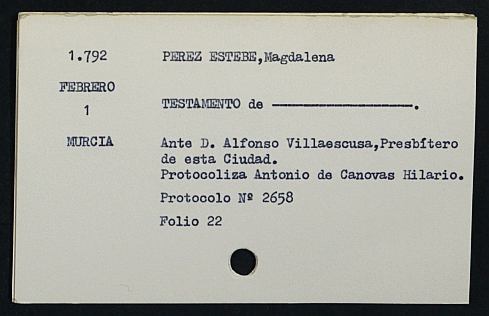 1.792 PEREZ ESTEBE,Magdalena
FEBRERO
1 TESTAMENTO de ——————————.
MURCIA Ante D. Alfonso Villaescusa,Presbítero
de esta Ciudad.
Protocoliza Antonio de Canovas Hilario.
Protocolo Nº 2658
Folio 22